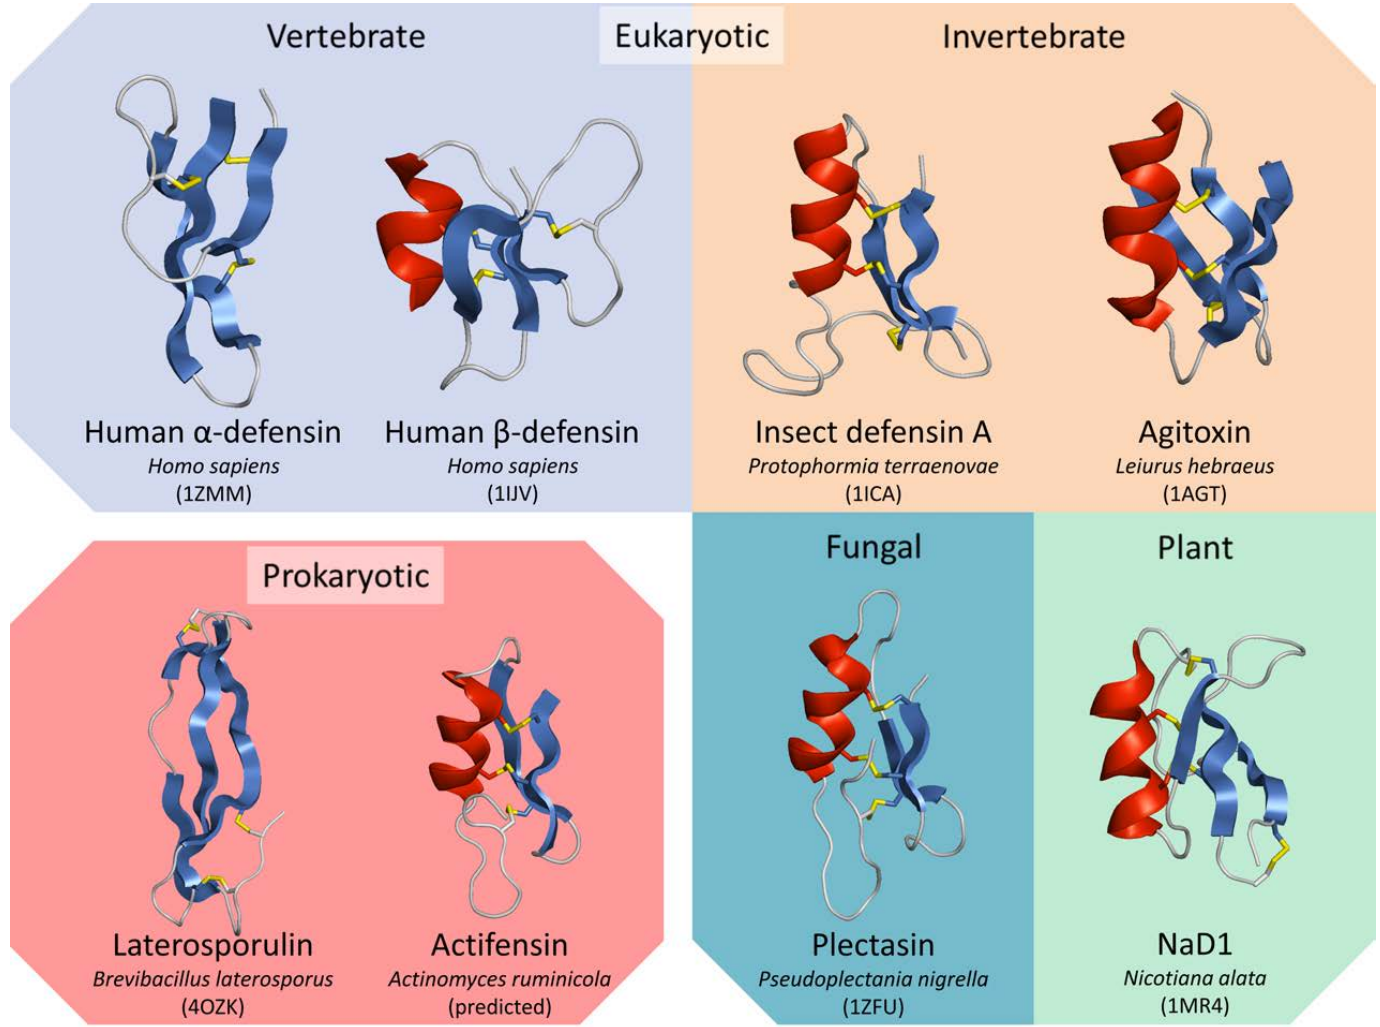 Vertebrate
Eukaryotic
Invertebrate
Human α-defensin
Homo sapiens
(1ZMM)
Human β-defensin
Homo sapiens
(1IJV)
Insect defensin A
Protophormia terraenovae
(1ICA)
Agitoxin
Leiurus hebraeus
(1AGT)
Prokaryotic
Laterosporulin
Brevibacillus laterosporus
(4OZK)
Actifensin
Actinomyces ruminicola
(predicted)
Fungal
Plectasin
Pseudoplectania nigrella
(1ZFU)
Plant
NaD1
Nicotiana alata
(1MR4)